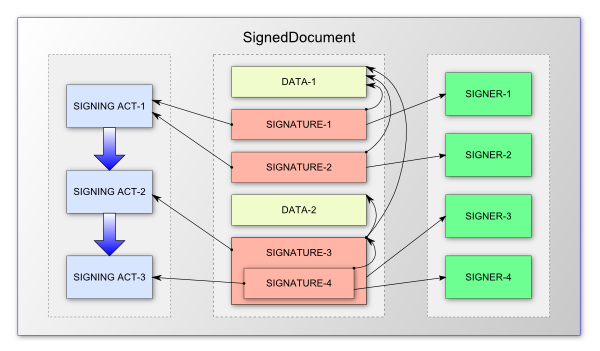 SignedDocument
SIGNING ACT-1
SIGNING ACT-2
SIGNING ACT-3
DATA-1
SIGNATURE-1
SIGNATURE-2
DATA-2
SIGNATURE-3
SIGNATURE-4
SIGNER-1
SIGNER-2
SIGNER-3
SIGNER-4